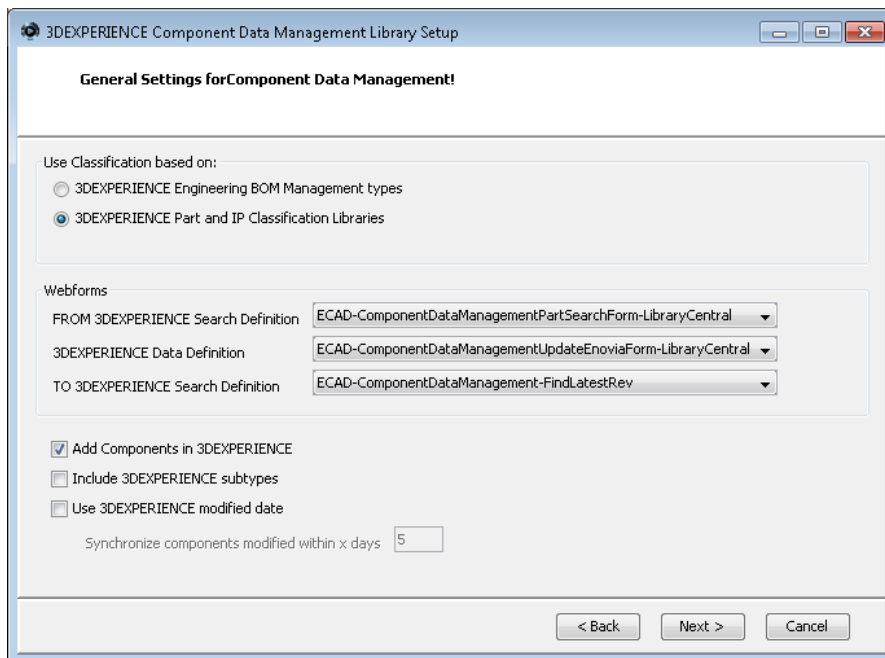 3DEXPERIENCE Component Data Management Library Setup
General Settings forComponent Data Management!
Use Classification based on:
3DEXPERIENCE Engineering BOM Management types
3DEXPERIENCE Part and IP Classification Libraries
Webforms
FROM 3DEXPERIENCE Search Definition ECAD-ComponentDataManagementPartSearchForm-LibraryCentral
3DEXPERIENCE Data Definition ECAD-ComponentDataManagementUpdateEnoviaForm-LibraryCentral
TO 3DEXPERIENCE Search Definition ECAD-ComponentDataManagement-FindLatestRev
Add Components in 3DEXPERIENCE
Include 3DEXPERIENCE subtypes
Use 3DEXPERIENCE modified date
Synchronize components modified within x days 5
< Back Next > Cancel